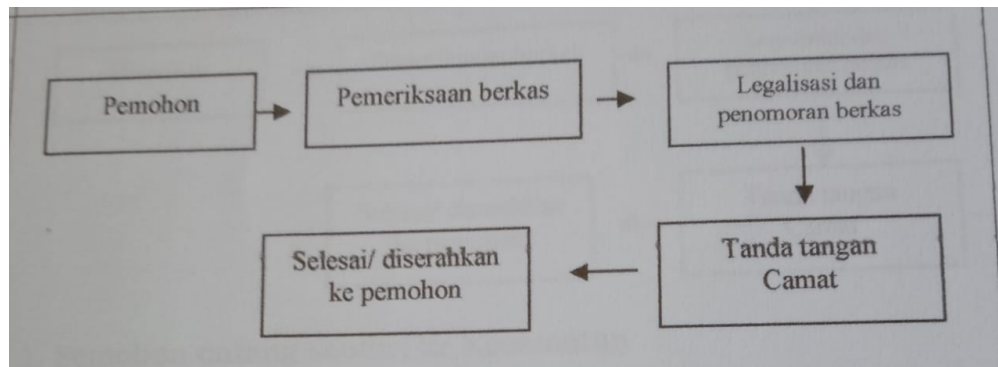 Pemohon
Pemeriksaan berkas
Legalisasi dan
penomoran berkas
Tanda tangan
Camat
Selesai/ diserahkan
ke pemohon